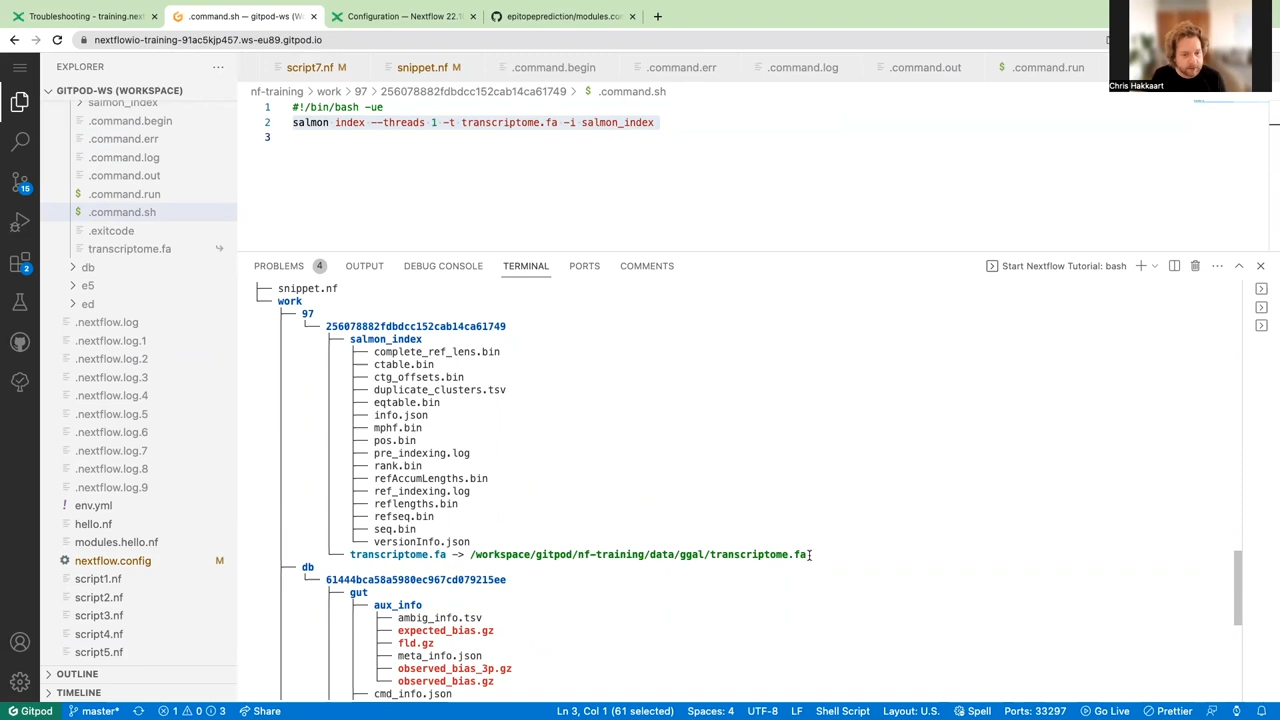 Troubleshooting - training.next
.command.sh — gitpod-ws (W
Configuration — Nextflow 22.1
epitopeprediction/modules.co
nextflowio-training-91ac5kjp457.ws-eu89.gitpod.io
Chris Hakkaart
EXPLORER
script7.nf M
snippet.nf M
.command.begin
.command.err
.command.log
.command.out
.command.run
GITPOD-WS (WORKSPACE)
nf-training > work > 97 > 256078882fdbdcc152cab14ca61749 > .command.sh
salmon_index
.command.begin
.command.err
.command.log
.command.out
$ .command.run
$ .command.sh
.exitcode
transcriptome.fa
db
e5
ed
.nextflow.log
.nextflow.log.1
.nextflow.log.2
.nextflow.log.3
.nextflow.log.4
.nextflow.log.5
.nextflow.log.6
.nextflow.log.7
.nextflow.log.8
.nextflow.log.9
! env.yml
hello.nf
modules.hello.nf
nextflow.config M
script1.nf
script2.nf
script3.nf
script4.nf
script5.nf
OUTLINE
TIMELINE
15
2
1 #!/bin/bash -ue
2 salmon index --threads 1 -t transcriptome.fa -i salmon_index
3
PROBLEMS 4 OUTPUT DEBUG CONSOLE TERMINAL PORTS COMMENTS
Start Nextflow Tutorial: bash
├── snippet.nf
└── work
├── 97
│ └── 256078882fdbdcc152cab14ca61749
│ ├── salmon_index
│ │ ├── complete_ref_lens.bin
│ │ ├── ctable.bin
│ │ ├── ctg_offsets.bin
│ │ ├── duplicate_clusters.tsv
│ │ ├── eqtable.bin
│ │ ├── info.json
│ │ ├── mphf.bin
│ │ ├── pos.bin
│ │ ├── pre_indexing.log
│ │ ├── rank.bin
│ │ ├── refAccumLengths.bin
│ │ ├── ref_indexing.log
│ │ ├── reflengths.bin
│ │ ├── refseq.bin
│ │ ├── seq.bin
│ │ └── versionInfo.json
│ └── transcriptome.fa -> /workspace/gitpod/nf-training/data/ggal/transcriptome.fa
├── db
│ └── 61444bca58a5980ec967cd079215ee
│ ├── gut
│ │ ├── aux_info
│ │ │ ├── ambig_info.tsv
│ │ │ ├── expected_bias.gz
│ │ │ ├── fld.gz
│ │ │ ├── meta_info.json
│ │ │ ├── observed_bias_3p.gz
│ │ │ └── observed_bias.gz
│ │ ├── cmd_info.json
Gitpod master* 1 0 3 Share
Ln 3, Col 1 (61 selected) Spaces: 4 UTF-8 LF Shell Script Layout: U.S. Spell Ports: 33297 Go Live Prettier